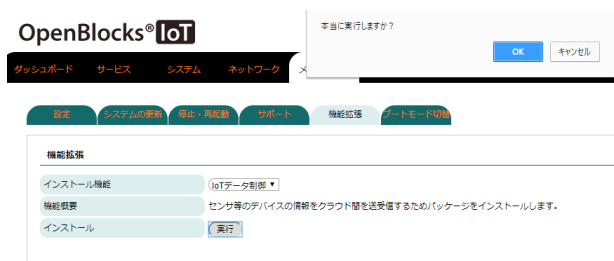 OpenBlocks® IoT
本当に実行しますか？
OK キャンセル
ダッシュボード サービス システム ネットワーク
設定 システムの更新 停止・再起動 サポート 機能拡張 ブートモード切替
機能拡張
インストール機能 IoTデータ制御
機能概要 センサ等のデバイスの情報をクラウド間を送受信するためパッケージをインストールします。
インストール 実行